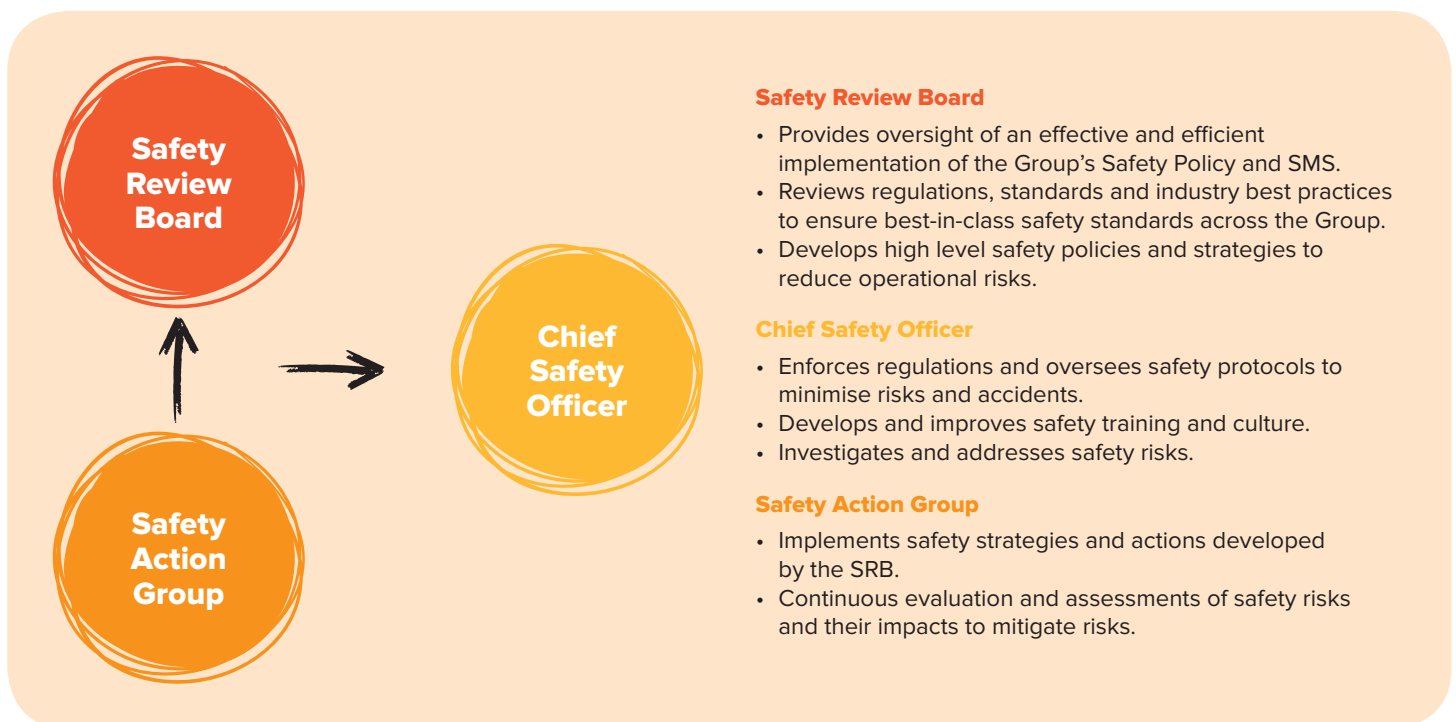 Safety
Review
Board
Chief
Safety
Officer
Safety
Action
Group
Safety Review Board
• Provides oversight of an effective and efficient
implementation of the Group's Safety Policy and SMS.
• Reviews regulations, standards and industry best practices
to ensure best-in-class safety standards across the Group.
• Develops high level safety policies and strategies to
reduce operational risks.
Chief Safety Officer
• Enforces regulations and oversees safety protocols to
minimise risks and accidents.
• Develops and improves safety training and culture.
• Investigates and addresses safety risks.
Safety Action Group
• Implements safety strategies and actions developed
by the SRB.
• Continuous evaluation and assessments of safety risks
and their impacts to mitigate risks.